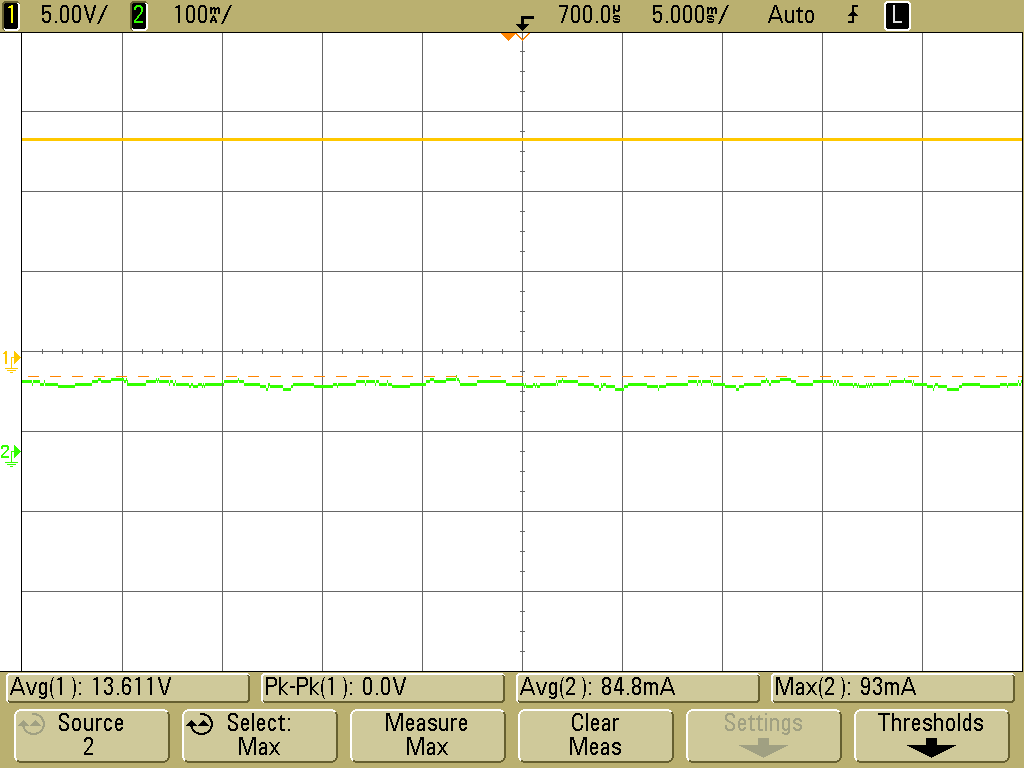 1 5.00V/ 2 100mA/ 700.0µs 5.000ms/ Auto L
1
2
Avg(1): 13.611V Pk-Pk(1): 0.0V Avg(2): 84.8mA Max(2): 93mA
Source Select: Measure Clear Settings Thresholds
2 Max Max Meas